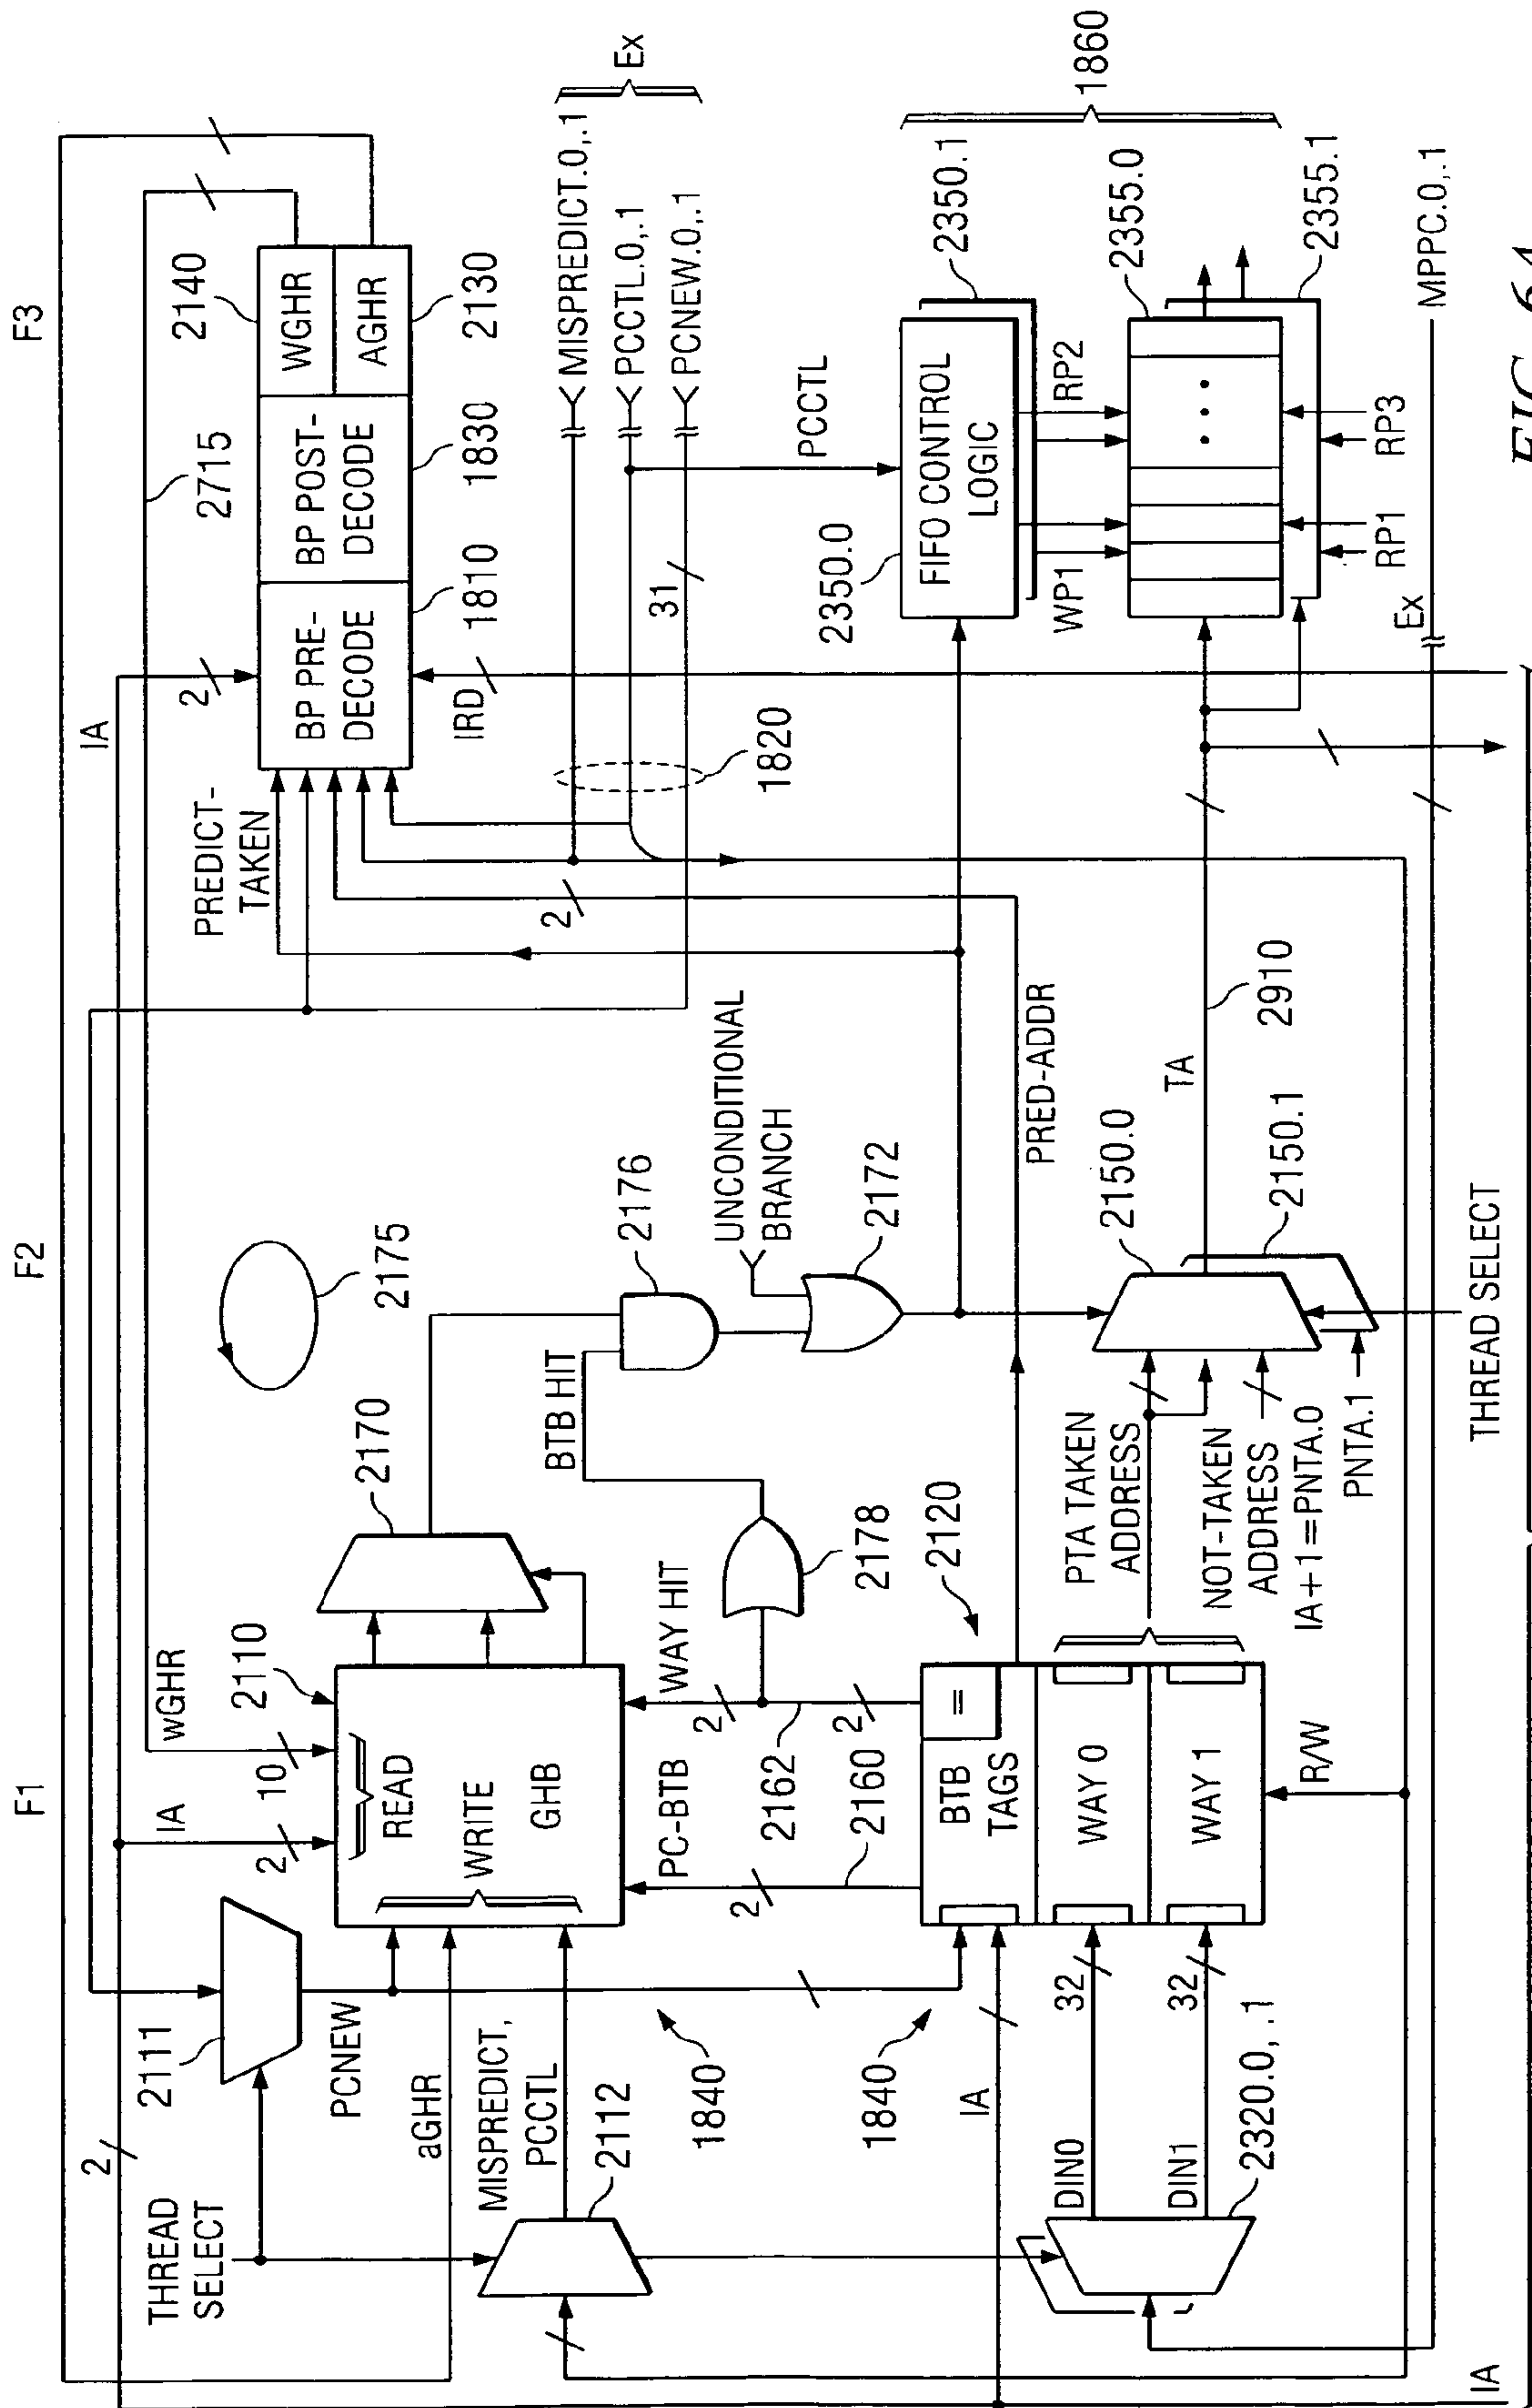 F1
F2
F3
THREAD
SELECT
2
2111
PCNEW
aGHR
MISPREDICT,
PCCTL
2112
IA
2
wGHR
10
2110
READ
WRITE
GHB
2170
2175
2715
IA
2
PREDICT-
TAKEN
BP PRE-
DECODE
BP POST-
DECODE
WGHR
AGHR
2140
2130
1830
1810
IRD
MISPREDICT.0,.1
PCCTL.0,.1
PCNEW.0,.1
Ex
31
1820
2
1840
1840
PC-BTB
2
2160
2162
WAY HIT
2
2
2178
BTB HIT
2176
UNCONDITIONAL
BRANCH
2172
2120
BTB
TAGS
=
WAY 0
WAY 1
IA
DIN0
32
DIN1
32
2320.0, .1
R/W
PRED-ADDR
PTA TAKEN
ADDRESS
NOT-TAKEN
ADDRESS
IA+1=PNTA.0
PNTA.1
2150.0
2150.1
THREAD SELECT
TA
2910
PCCTL
2350.0
FIFO CONTROL
LOGIC
2350.1
WP1
RP2
2355.0
2355.1
1860
RP1
RP3
Ex
MPPC.0,.1
IA